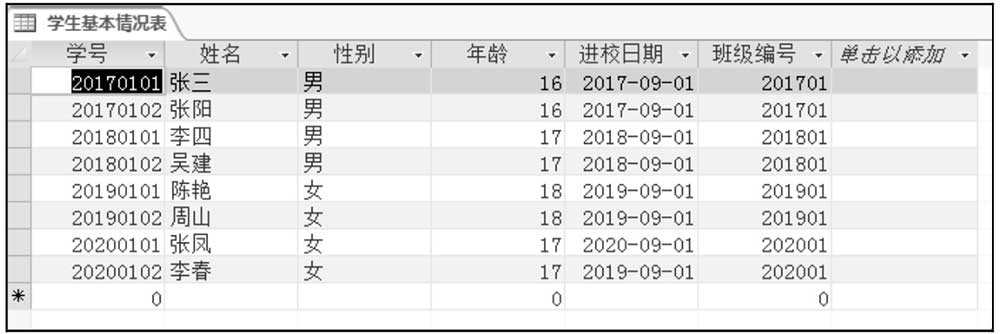 学生基本情况表
学号 姓名 性别 年龄 进校日期 班级编号 单击以添加
20170101 张三 男 16 2017-09-01 201701
20170102 张阳 男 16 2017-09-01 201701
20180101 李四 男 17 2018-09-01 201801
20180102 吴建 男 17 2018-09-01 201801
20190101 陈艳 女 18 2019-09-01 201901
20190102 周山 女 18 2019-09-01 201901
20200101 张凤 女 17 2020-09-01 202001
20200102 李春 女 17 2019-09-01 202001
* 0 0 0